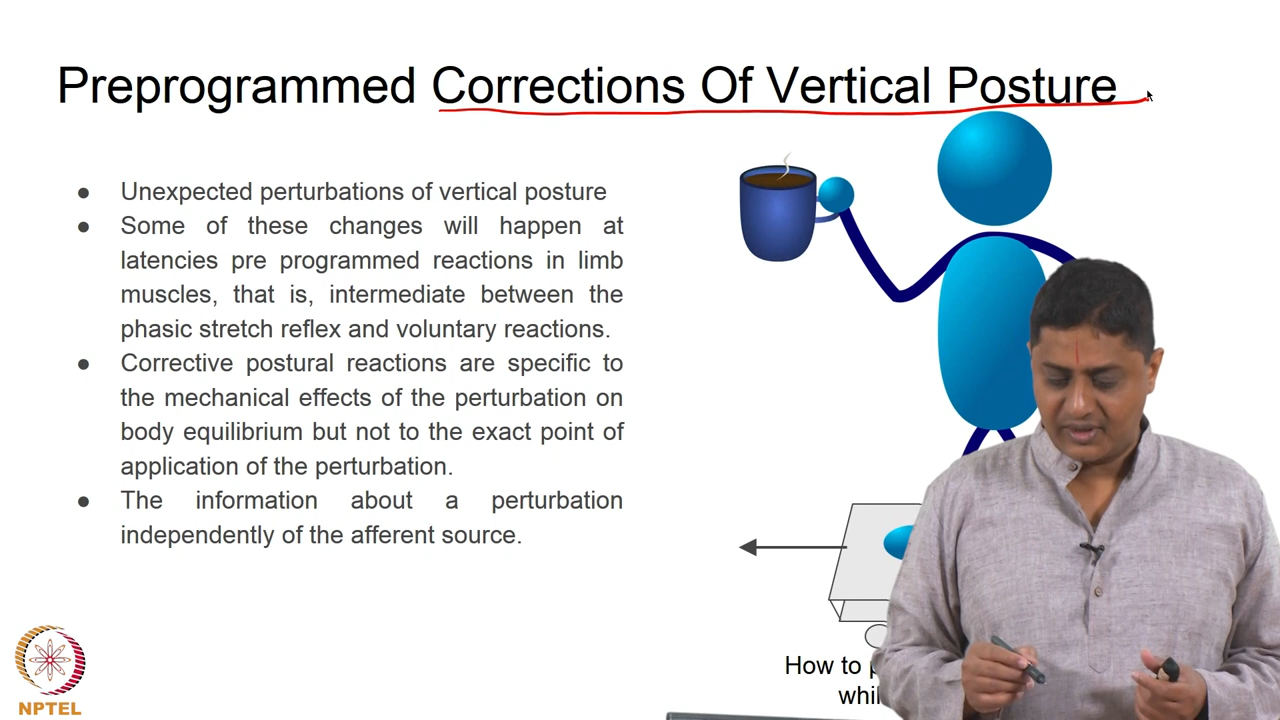 Preprogrammed Corrections Of Vertical Posture
● Unexpected perturbations of vertical posture
● Some of these changes will happen at
latencies pre programmed reactions in limb
muscles, that is, intermediate between the
phasic stretch reflex and voluntary reactions.
● Corrective postural reactions are specific to
the mechanical effects of the perturbation on
body equilibrium but not to the exact point of
application of the perturbation.
● The information about a perturbation
independently of the afferent source.
How to
NPTEL